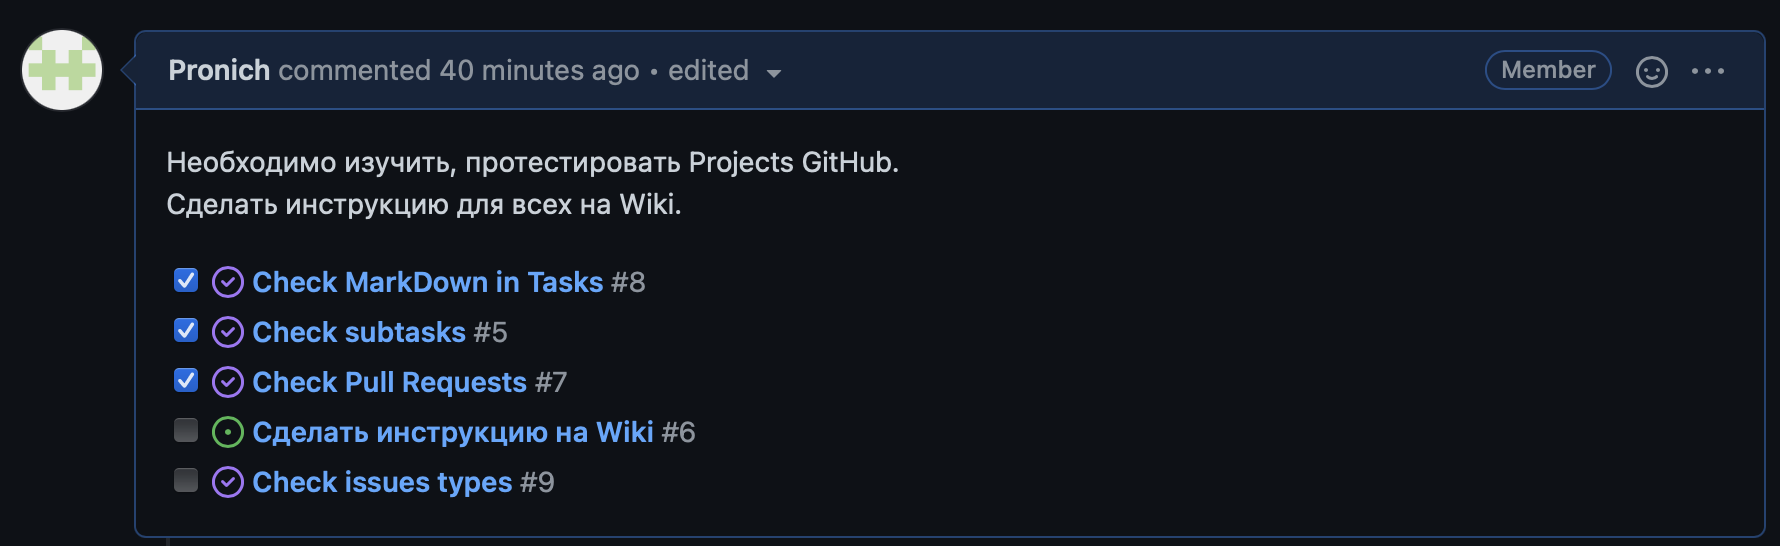 Pronich commented 40 minutes ago • edited
Member
Необходимо изучить, протестировать Projects GitHub.
Сделать инструкцию для всех на Wiki.
Check MarkDown in Tasks #8
Check subtasks #5
Check Pull Requests #7
Сделать инструкцию на Wiki #6
Check issues types #9